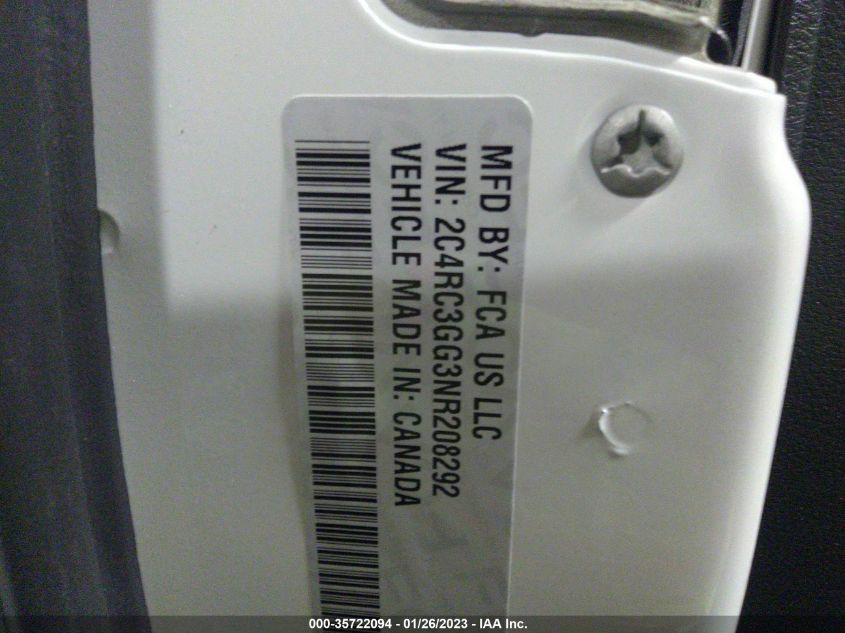 MFD BY: FCA US LLC
VIN: 2C4RC3GG3NR208292
VEHICLE MADE IN: CANADA
000-35722094 - 01/26/2023 - IAA Inc.